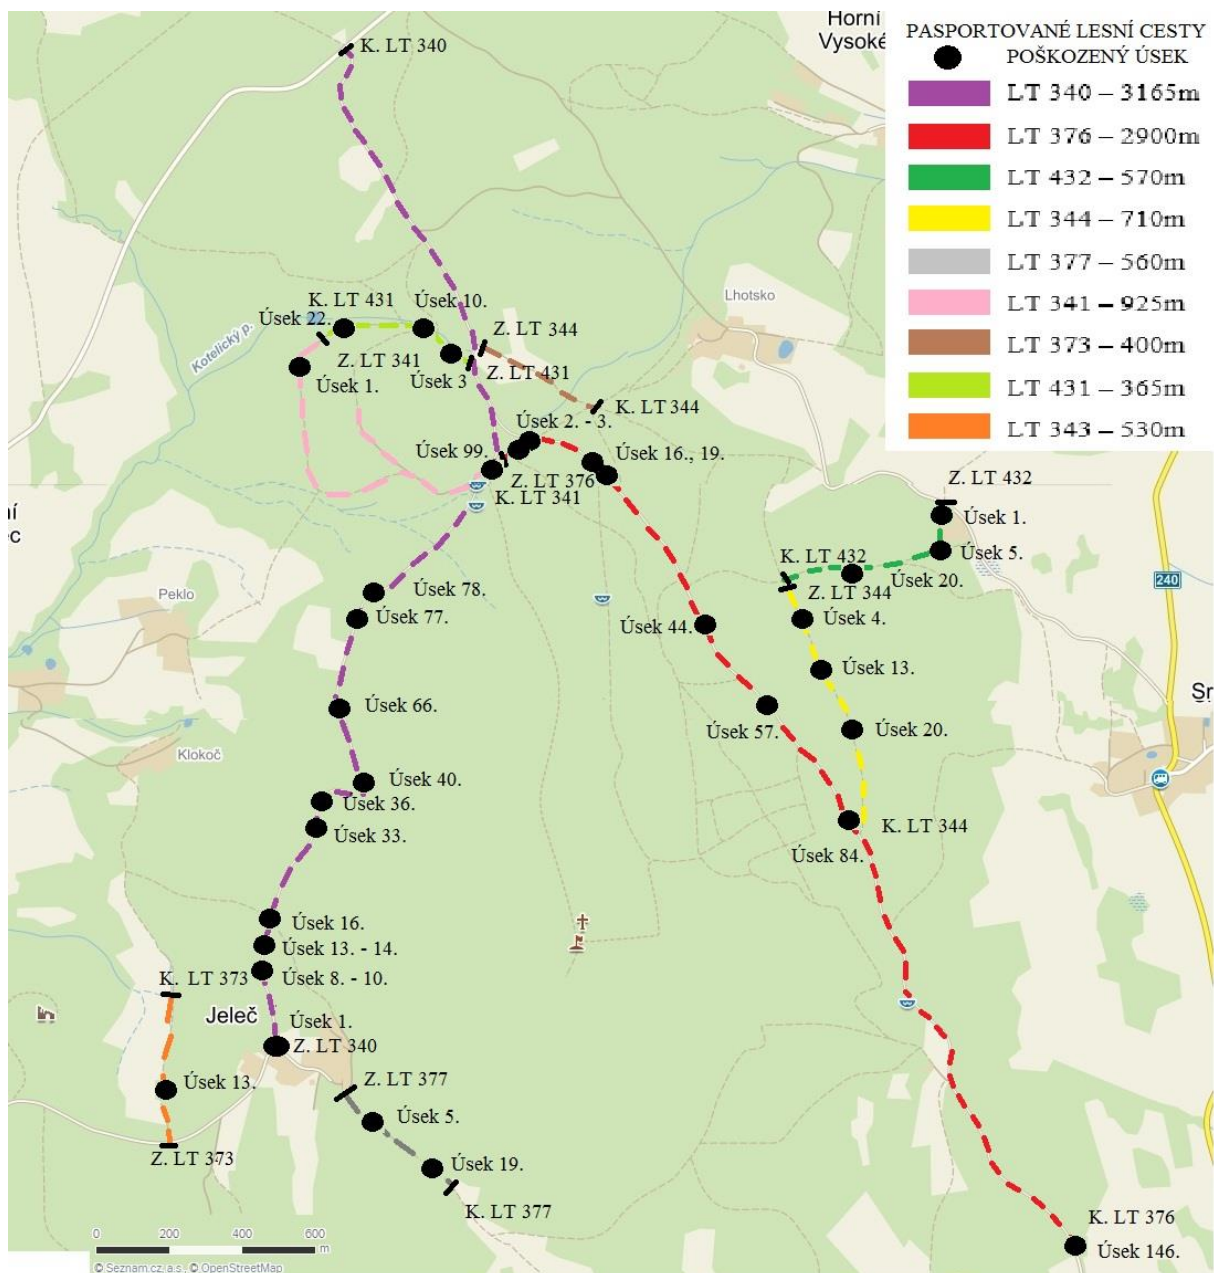 Horní
Vysoké
PASPORTOVANÉ LESNÍ CESTY
POŠKOZENÝ ÚSEK
LT 340 – 3165m
LT 376 – 2900m
LT 432 – 570m
LT 344 – 710m
LT 377 – 560m
LT 341 – 925m
LT 373 – 400m
LT 431 – 365m
LT 343 – 530m
K. LT 340
Lhotsko
K. LT 431
Úsek 10.
Úsek 22.
Kotelický p.
Z. LT 344
Z. LT 341
Úsek 3
Z. LT 431
Úsek 1.
K. LT 344
Úsek 2. - 3.
Úsek 99.
Úsek 16., 19.
Z. LT 376
K. LT 341
Z. LT 432
Úsek 1.
ní
ec
K. LT 432
Úsek 5.
Úsek 20.
240
Peklo
Úsek 78.
Z. LT 344
Úsek 77.
Úsek 44.
Úsek 4.
Úsek 13.
Sr
Úsek 66.
Úsek 57.
Úsek 20.
Klokoč
Úsek 40.
Úsek 36.
Úsek 33.
K. LT 344
Úsek 84.
Úsek 16.
Úsek 13. - 14.
K. LT 373
Úsek 8. - 10.
Jeleč
Úsek 1.
Z. LT 340
Úsek 13.
Z. LT 377
Úsek 5.
Z. LT 373
Úsek 19.
K. LT 377
K. LT 376
Úsek 146.
0 200 400 600
m
© Seznam.cz, a.s., © OpenStreetMap